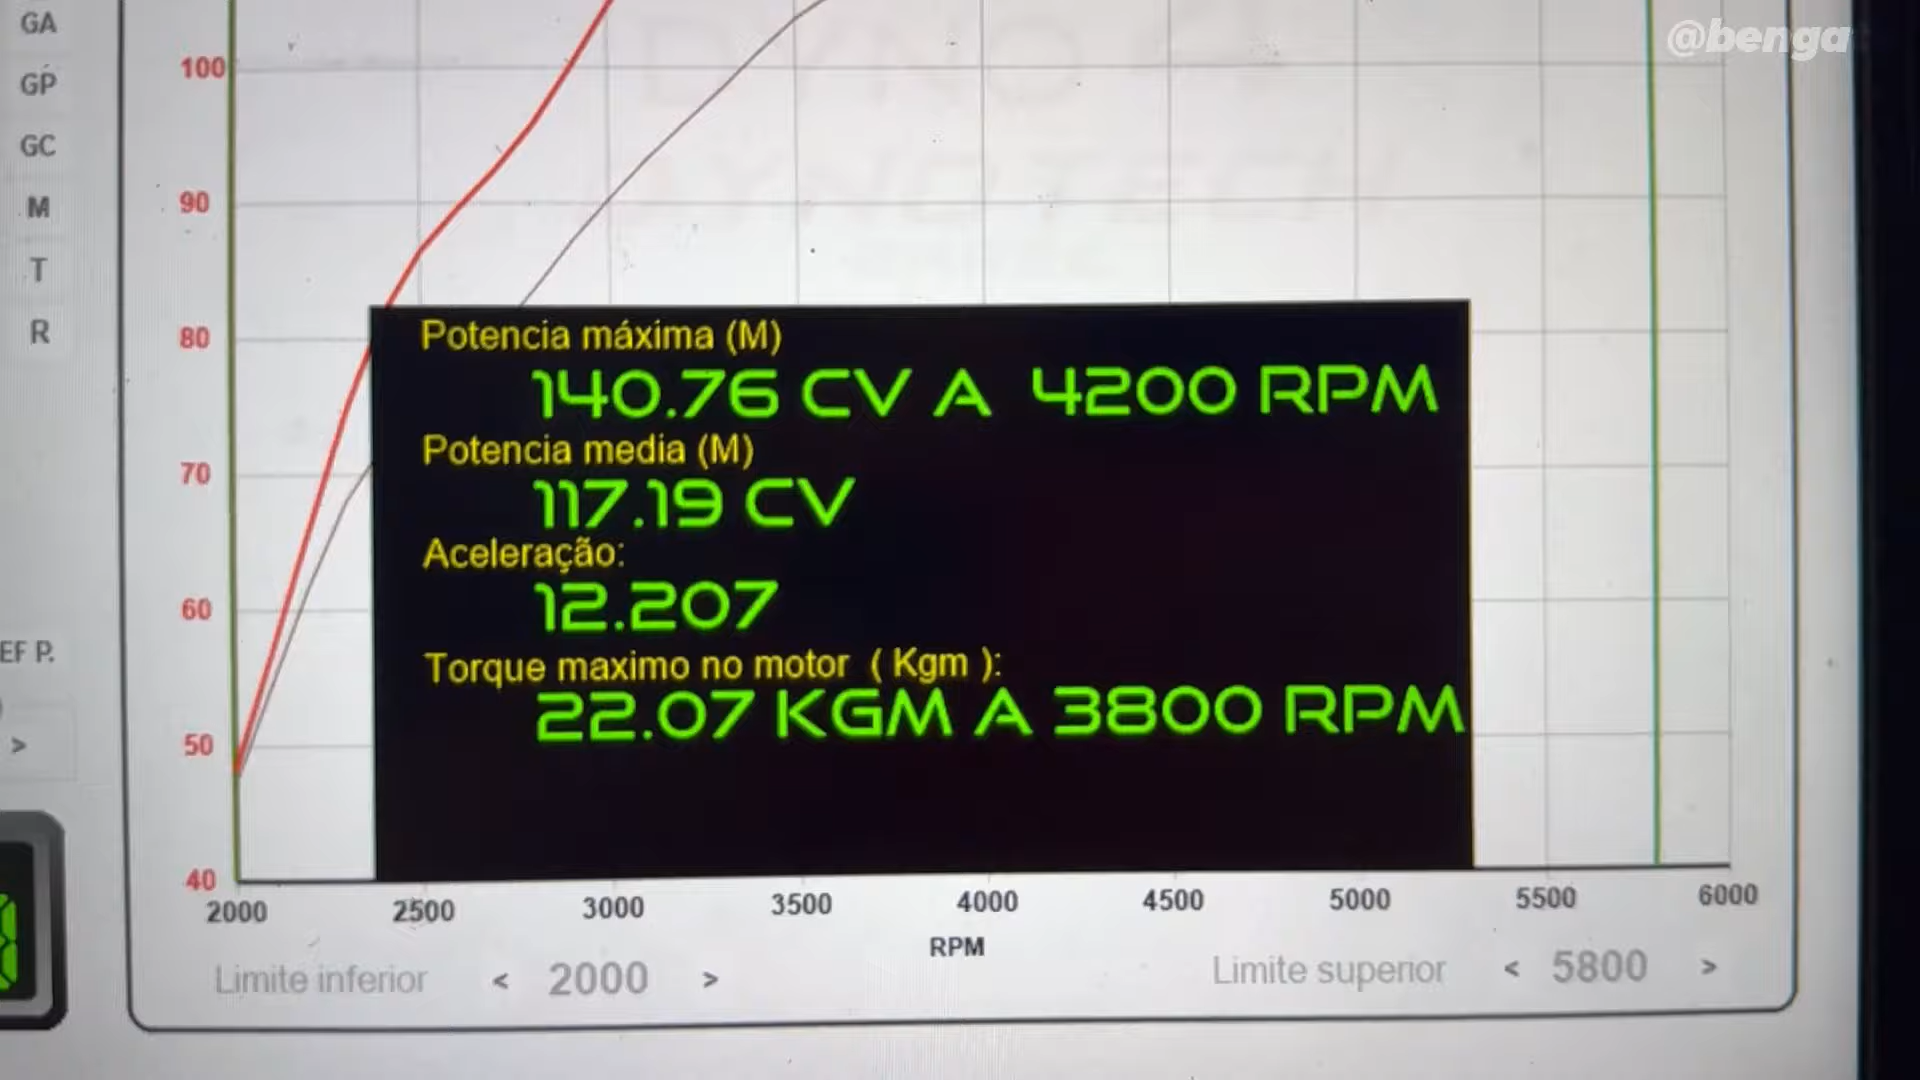 @benga
GA
GP
GC
M
T
R
EF P.
>
100
90
80
70
60
50
40
Potencia máxima (M)
140.76 CV A 4200 RPM
Potencia media (M)
117.19 CV
Aceleração:
12.207
Torque maximo no motor ( Kgm ):
22.07 KGM A 3800 RPM
2000 2500 3000 3500 4000 4500 5000 5500 6000
RPM
Limite inferior < 2000 > Limite superior < 5800 >